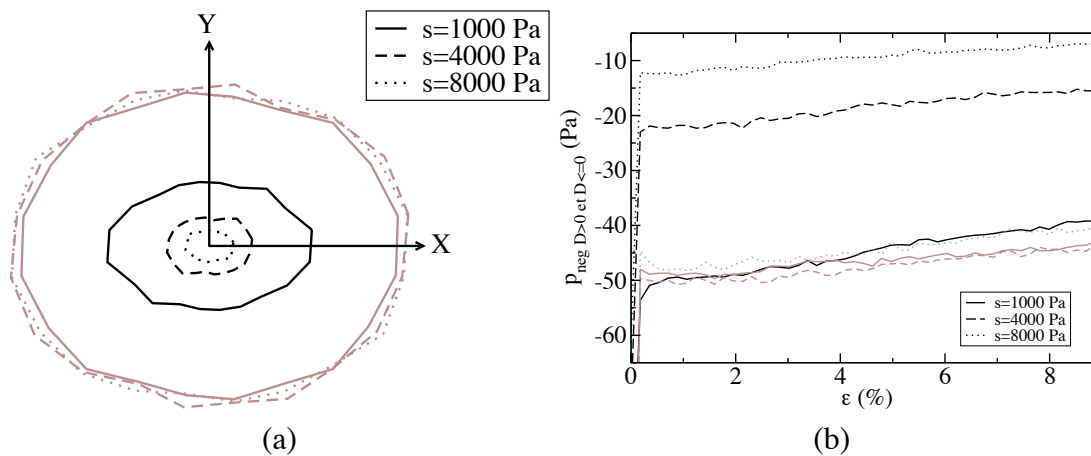 Y
X
s=1000 Pa
s=4000 Pa
s=8000 Pa
(a)
p neg D>0 et D<=0 (Pa)
-10
-20
-30
-40
-50
-60
0
2
4
6
8
ε (%)
s=1000 Pa
s=4000 Pa
s=8000 Pa
(b)